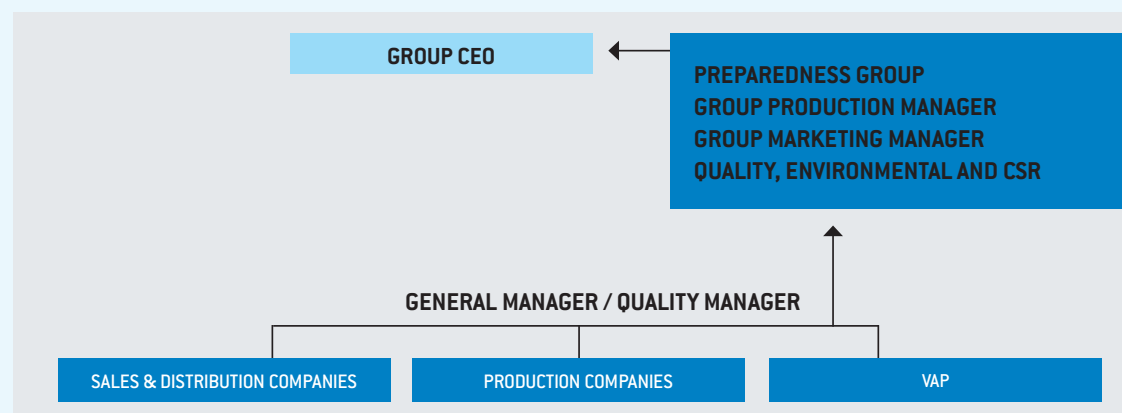 GROUP CEO
PREPAREDNESS GROUP
GROUP PRODUCTION MANAGER
GROUP MARKETING MANAGER
QUALITY, ENVIRONMENTAL AND CSR
GENERAL MANAGER / QUALITY MANAGER
SALES & DISTRIBUTION COMPANIES
PRODUCTION COMPANIES
VAP